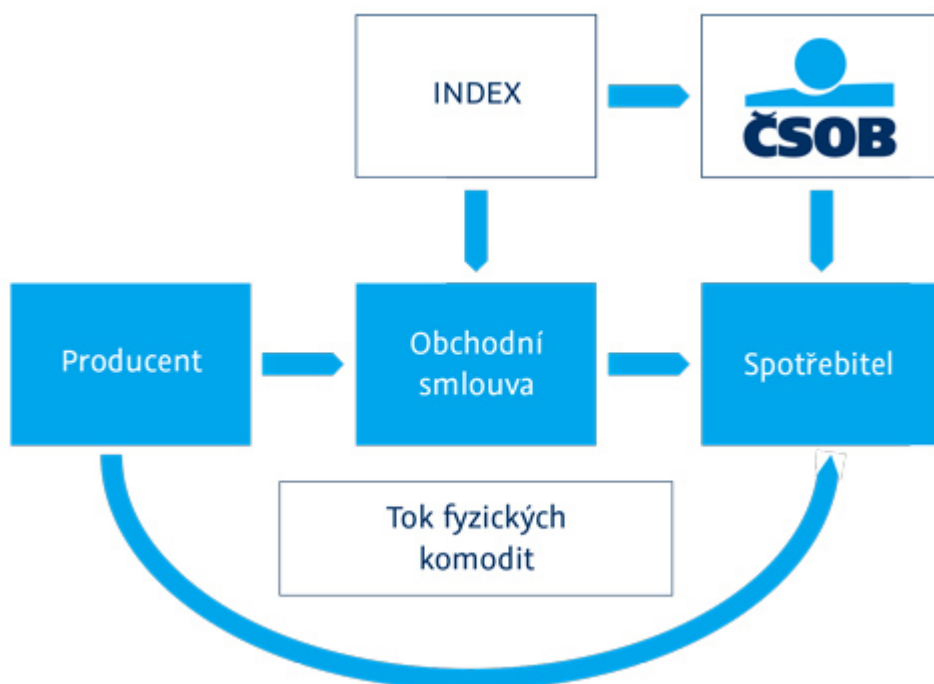 INDEX
ČSOB
Producent
Obchodní
smlouva
Spotřebitel
Tok fyzických
komodit